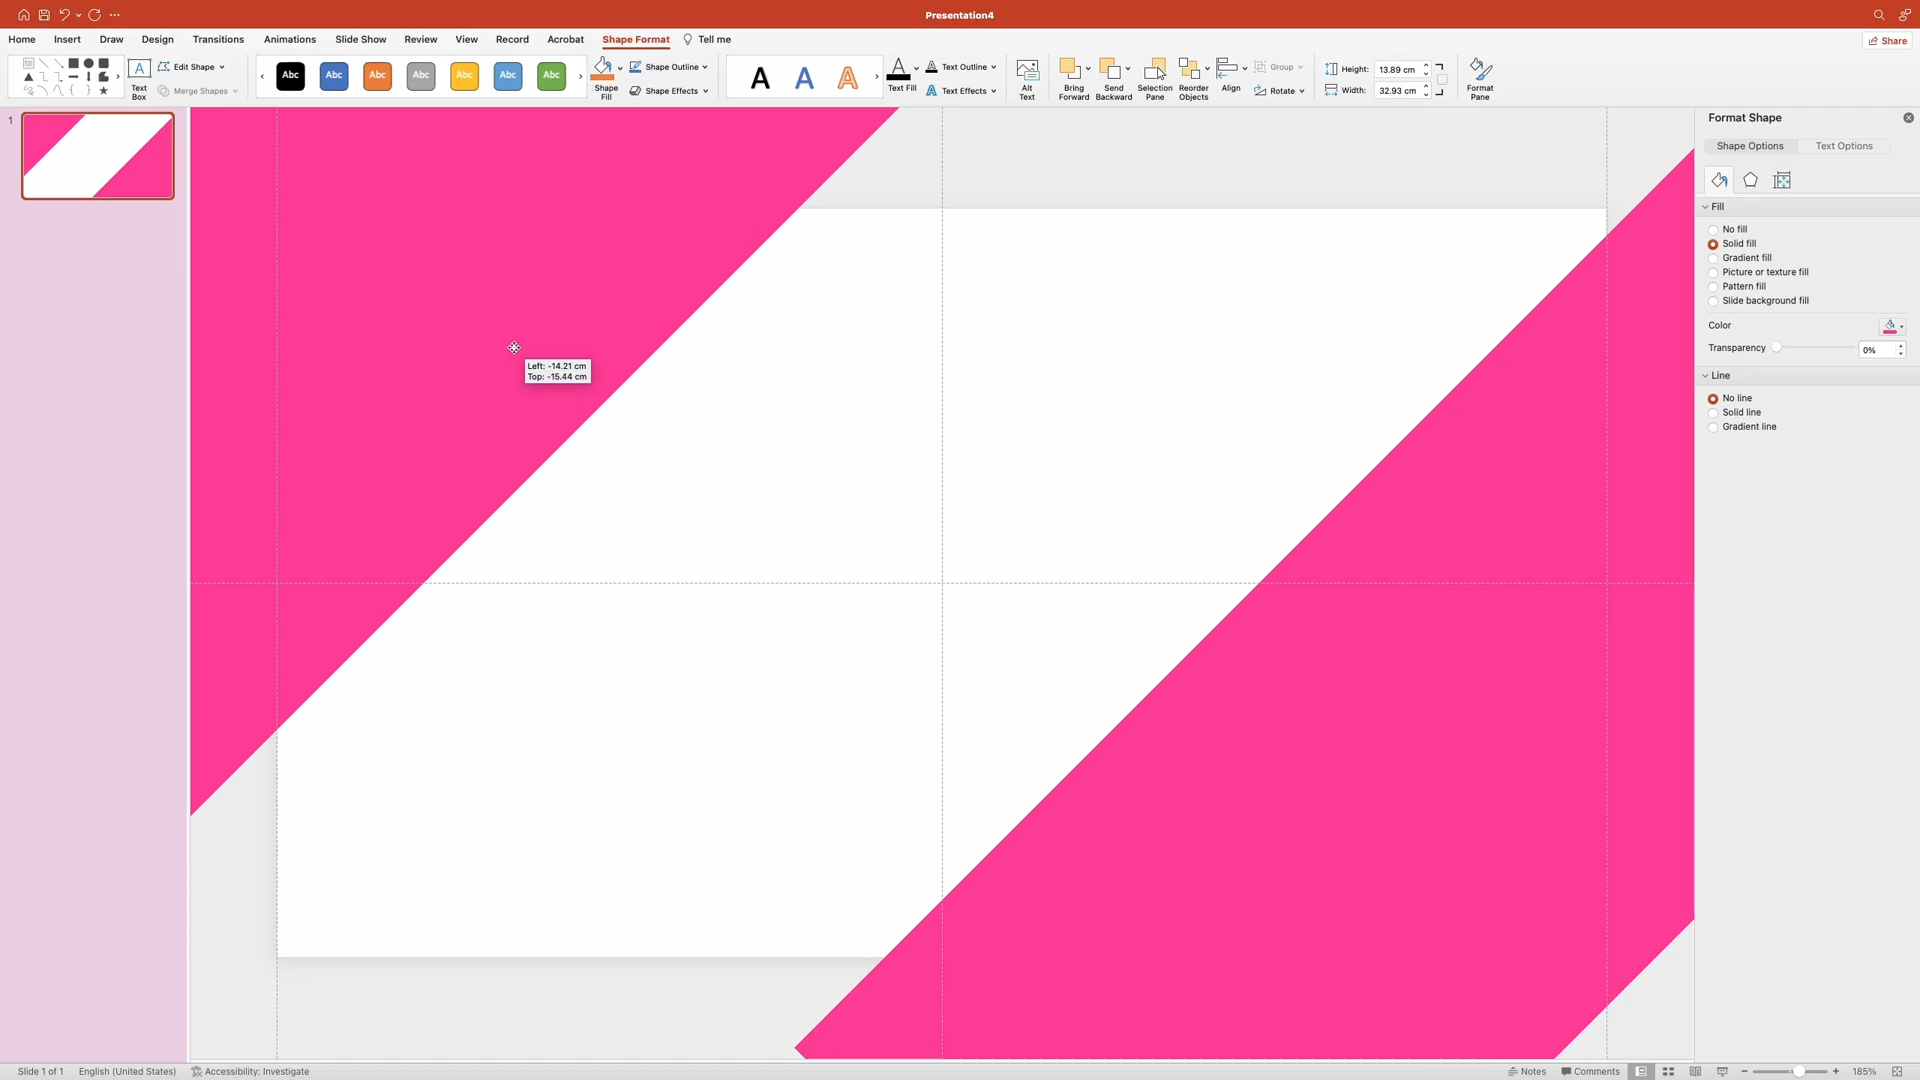 Presentation4
Home Insert Draw Design Transitions Animations Slide Show Review View Record Acrobat Shape Format Tell me
Share
Text Box
Edit Shape
Merge Shapes
Abc Abc Abc Abc Abc Abc Abc
Shape Fill
Shape Outline
Shape Effects
A A A
Text Fill
Text Outline
Text Effects
Alt Text
Bring Forward
Send Backward
Selection Pane
Reorder Objects
Align
Group
Rotate
Height: 13.89 cm
Width: 32.93 cm
Format Pane
1
Left: -14.21 cm
Top: -15.44 cm
Format Shape
Shape Options Text Options
Fill
No fill
Solid fill
Gradient fill
Picture or texture fill
Pattern fill
Slide background fill
Color
Transparency 0%
Line
No line
Solid line
Gradient line
Slide 1 of 1 English (United States) Accessibility: Investigate Notes Comments 185%